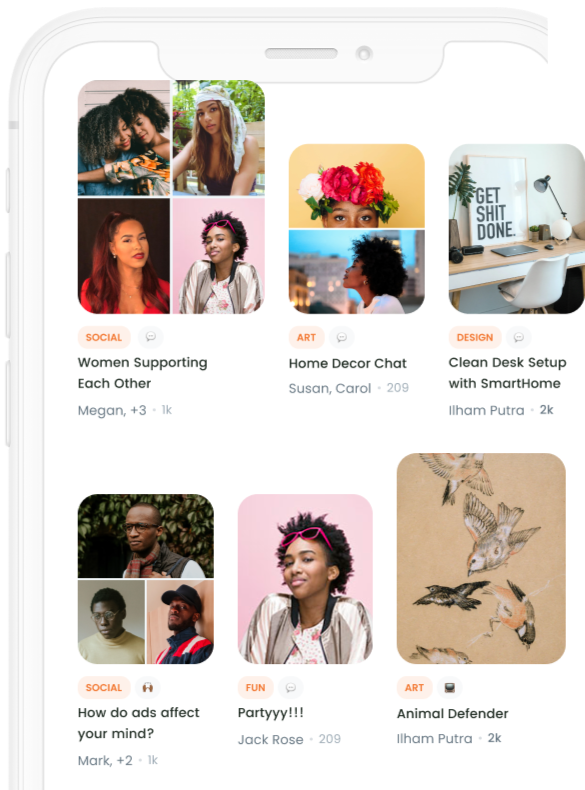 GET
SHIT
DONE.
SOCIAL
Women Supporting
Each Other
Megan, +3 • 1k
ART
Home Decor Chat
Susan, Carol • 209
DESIGN
Clean Desk Setup
with SmartHome
Ilham Putra • 2k
SOCIAL
How do ads affect
your mind?
Mark, +2 • 1k
FUN
Partyyy!!!
Jack Rose • 209
ART
Animal Defender
Ilham Putra • 2k